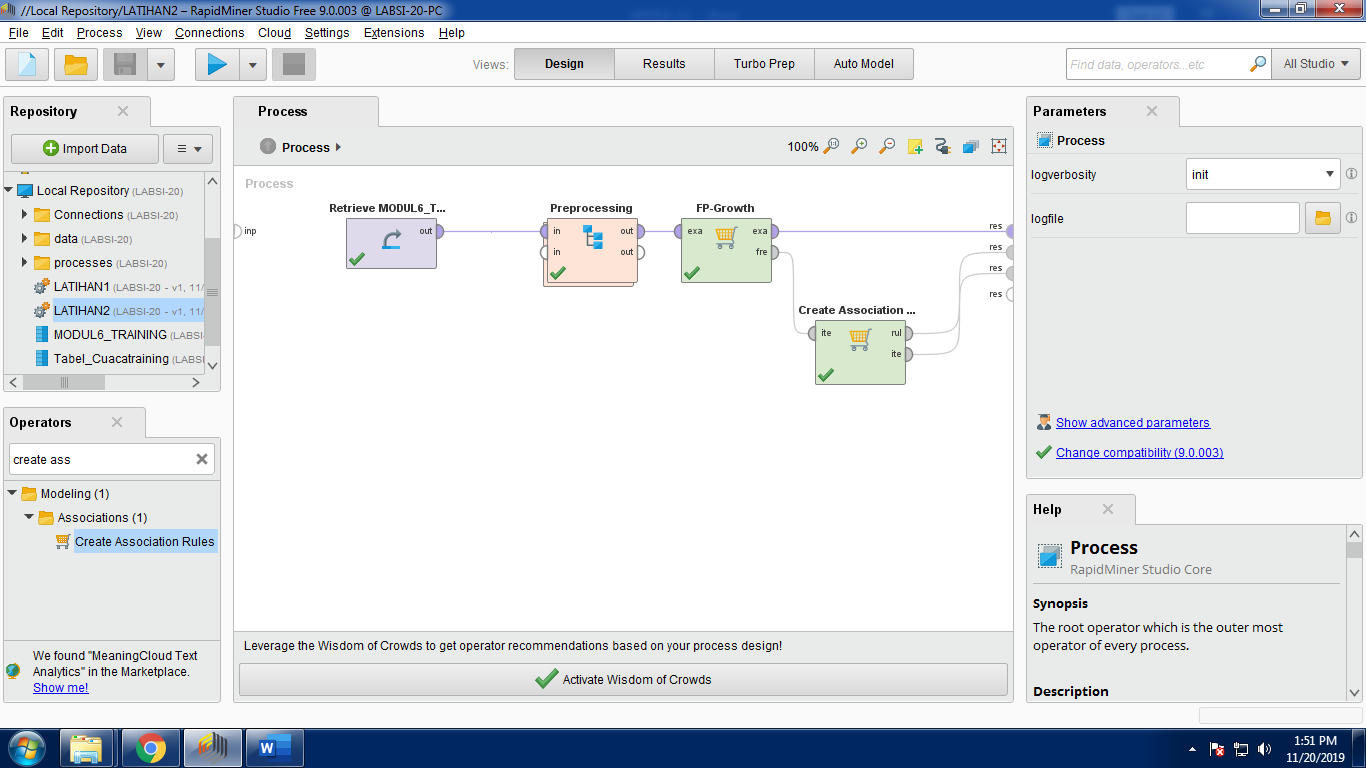 //Local Repository/LATIHAN2 – RapidMiner Studio Free 9.0.003 @ LABSI-20-PC
File Edit Process View Connections Cloud Settings Extensions Help
Views: Design Results Turbo Prep Auto Model
Find data, operators...etc All Studio
Repository
Import Data
Local Repository (LABSI-20)
Connections (LABSI-20)
data (LABSI-20)
processes (LABSI-20)
LATIHAN1 (LABSI-20 - v1, 11/
LATIHAN2 (LABSI-20 - v1, 11/
MODUL6_TRAINING (LABSI-
Tabel_Cuacatraining (LABSI
Operators
create ass
Modeling (1)
Associations (1)
Create Association Rules
We found "MeaningCloud Text
Analytics" in the Marketplace.
Show me!
Process
Process
100%
Process
inp
Retrieve MODUL6_T...
out
Preprocessing
in out
in out
FP-Growth
exa exa
fre
Create Association ...
ite rul
ite
res
res
res
res
Leverage the Wisdom of Crowds to get operator recommendations based on your process design!
Activate Wisdom of Crowds
Parameters
Process
logverbosity init
logfile
Show advanced parameters
Change compatibility (9.0.003)
Help
Process
RapidMiner Studio Core
Synopsis
The root operator which is the outer most
operator of every process.
Description
1:51 PM
11/20/2019